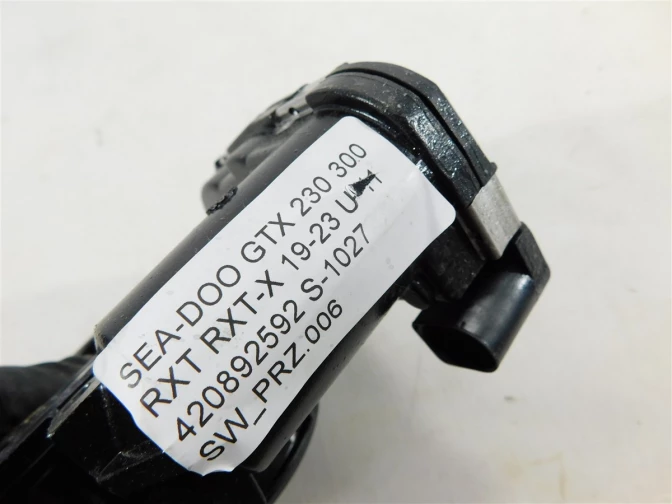 SEA-DOO GTX 230 300
RXT RXT-X 19-23
420892592 S-1027
SW_PRZ.006